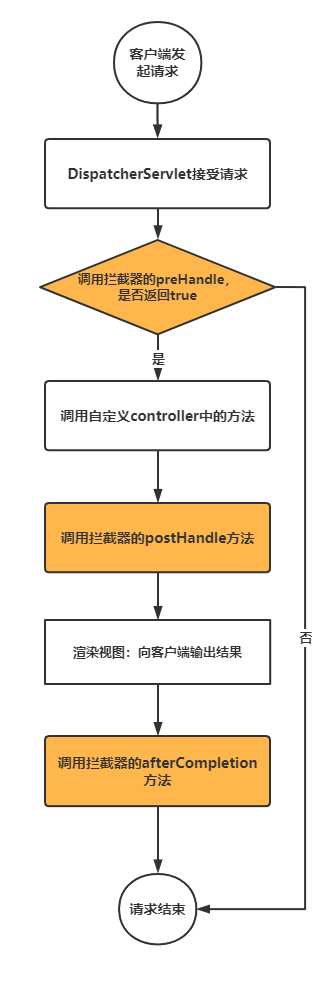 客户端发
起请求
DispatcherServlet接受请求
调用拦截器的preHandle，
是否返回true
是
调用自定义controller中的方法
调用拦截器的postHandle方法
否
渲染视图：向客户端输出结果
调用拦截器的afterCompletion
方法
请求结束